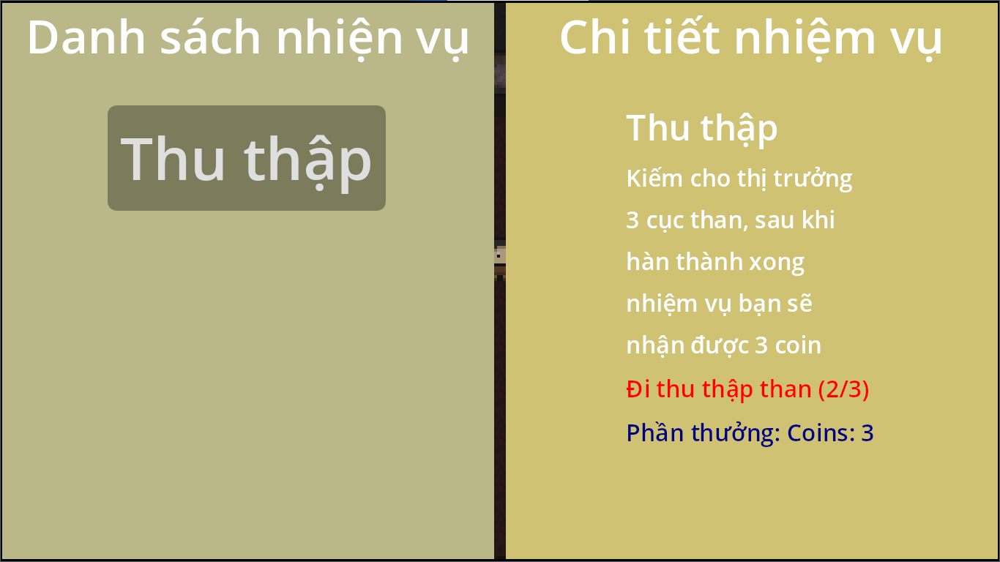 Danh sách nhiện vụ
Thu thập
Chi tiết nhiệm vụ
Thu thập
Kiếm cho thị trưởng
3 cục than, sau khi
hàn thành xong
nhiệm vụ bạn sẽ
nhận được 3 coin
Đi thu thập than (2/3)
Phần thưởng: Coins: 3